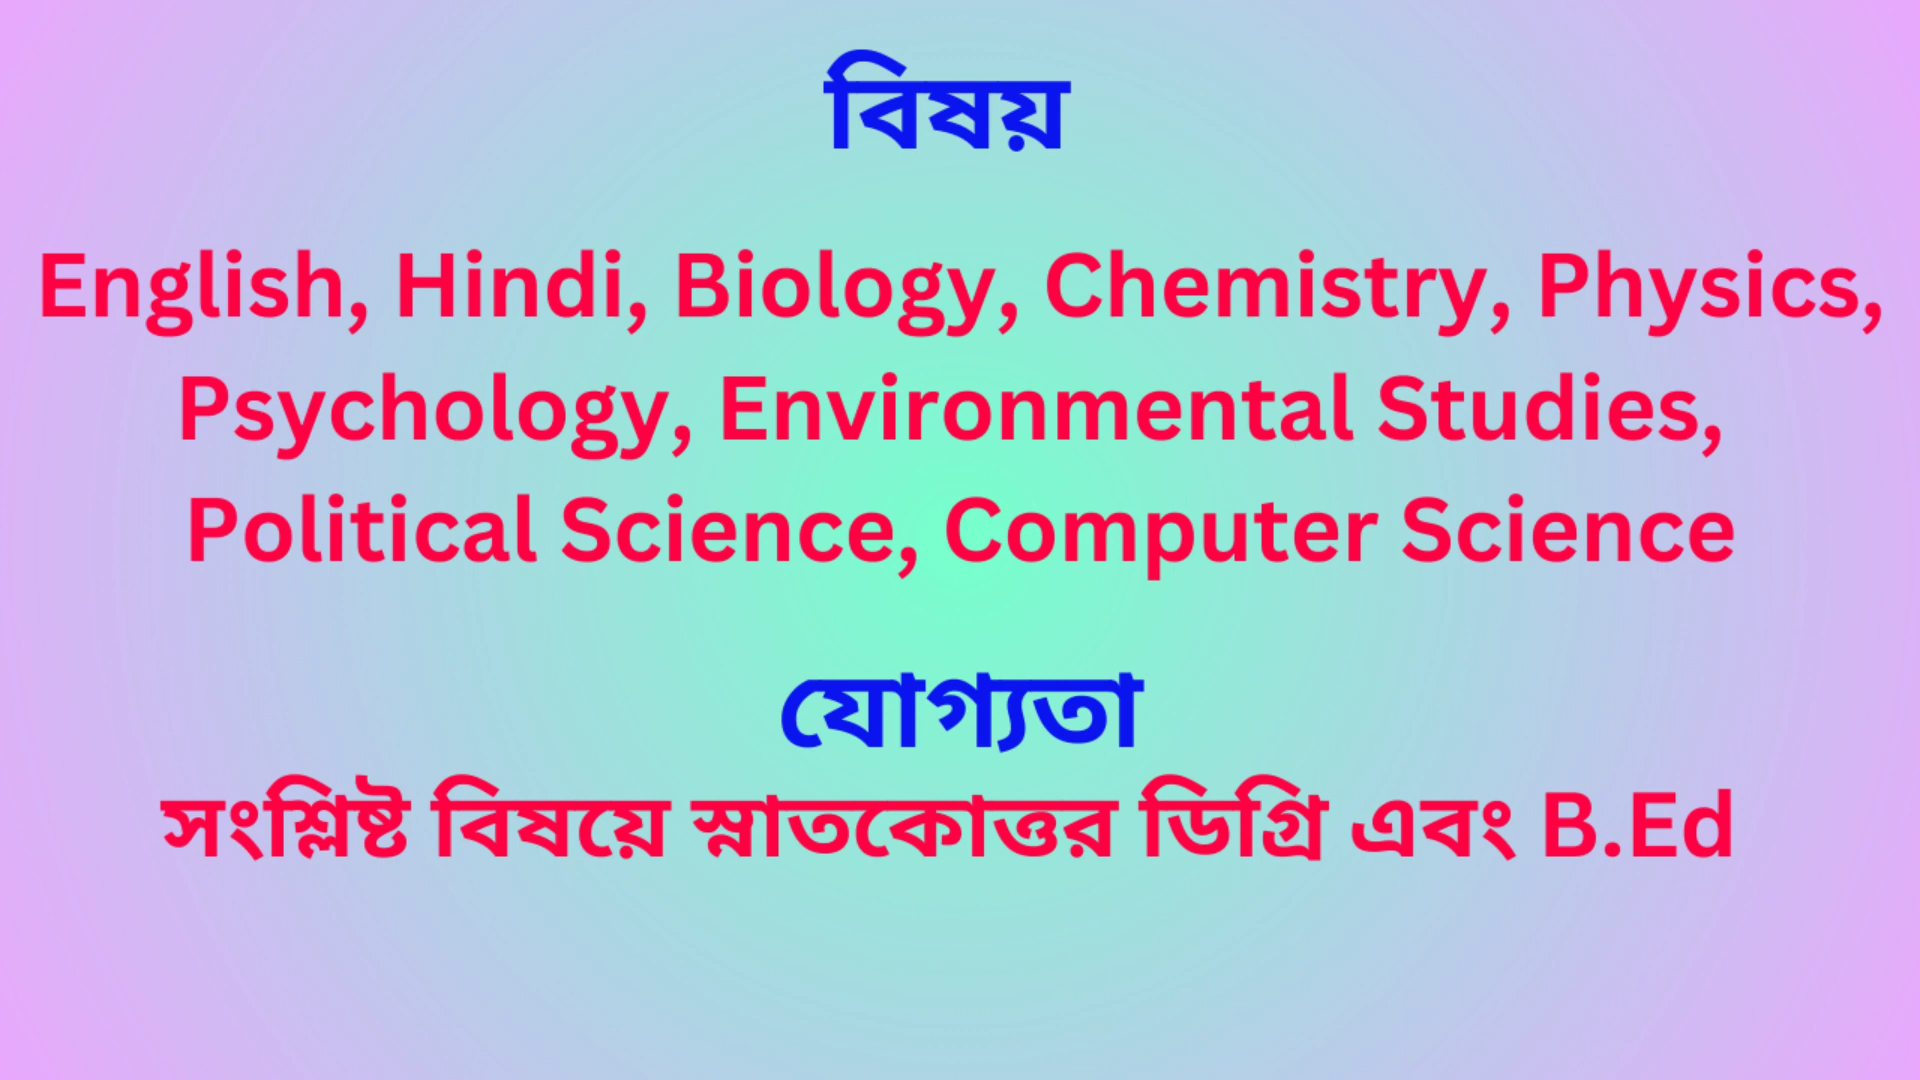 বিষয়
English, Hindi, Biology, Chemistry, Physics,
Psychology, Environmental Studies,
Political Science, Computer Science
যোগ্যতা
সংশ্লিষ্ট বিষয়ে স্নাতকোত্তর ডিগ্রি এবং B.Ed